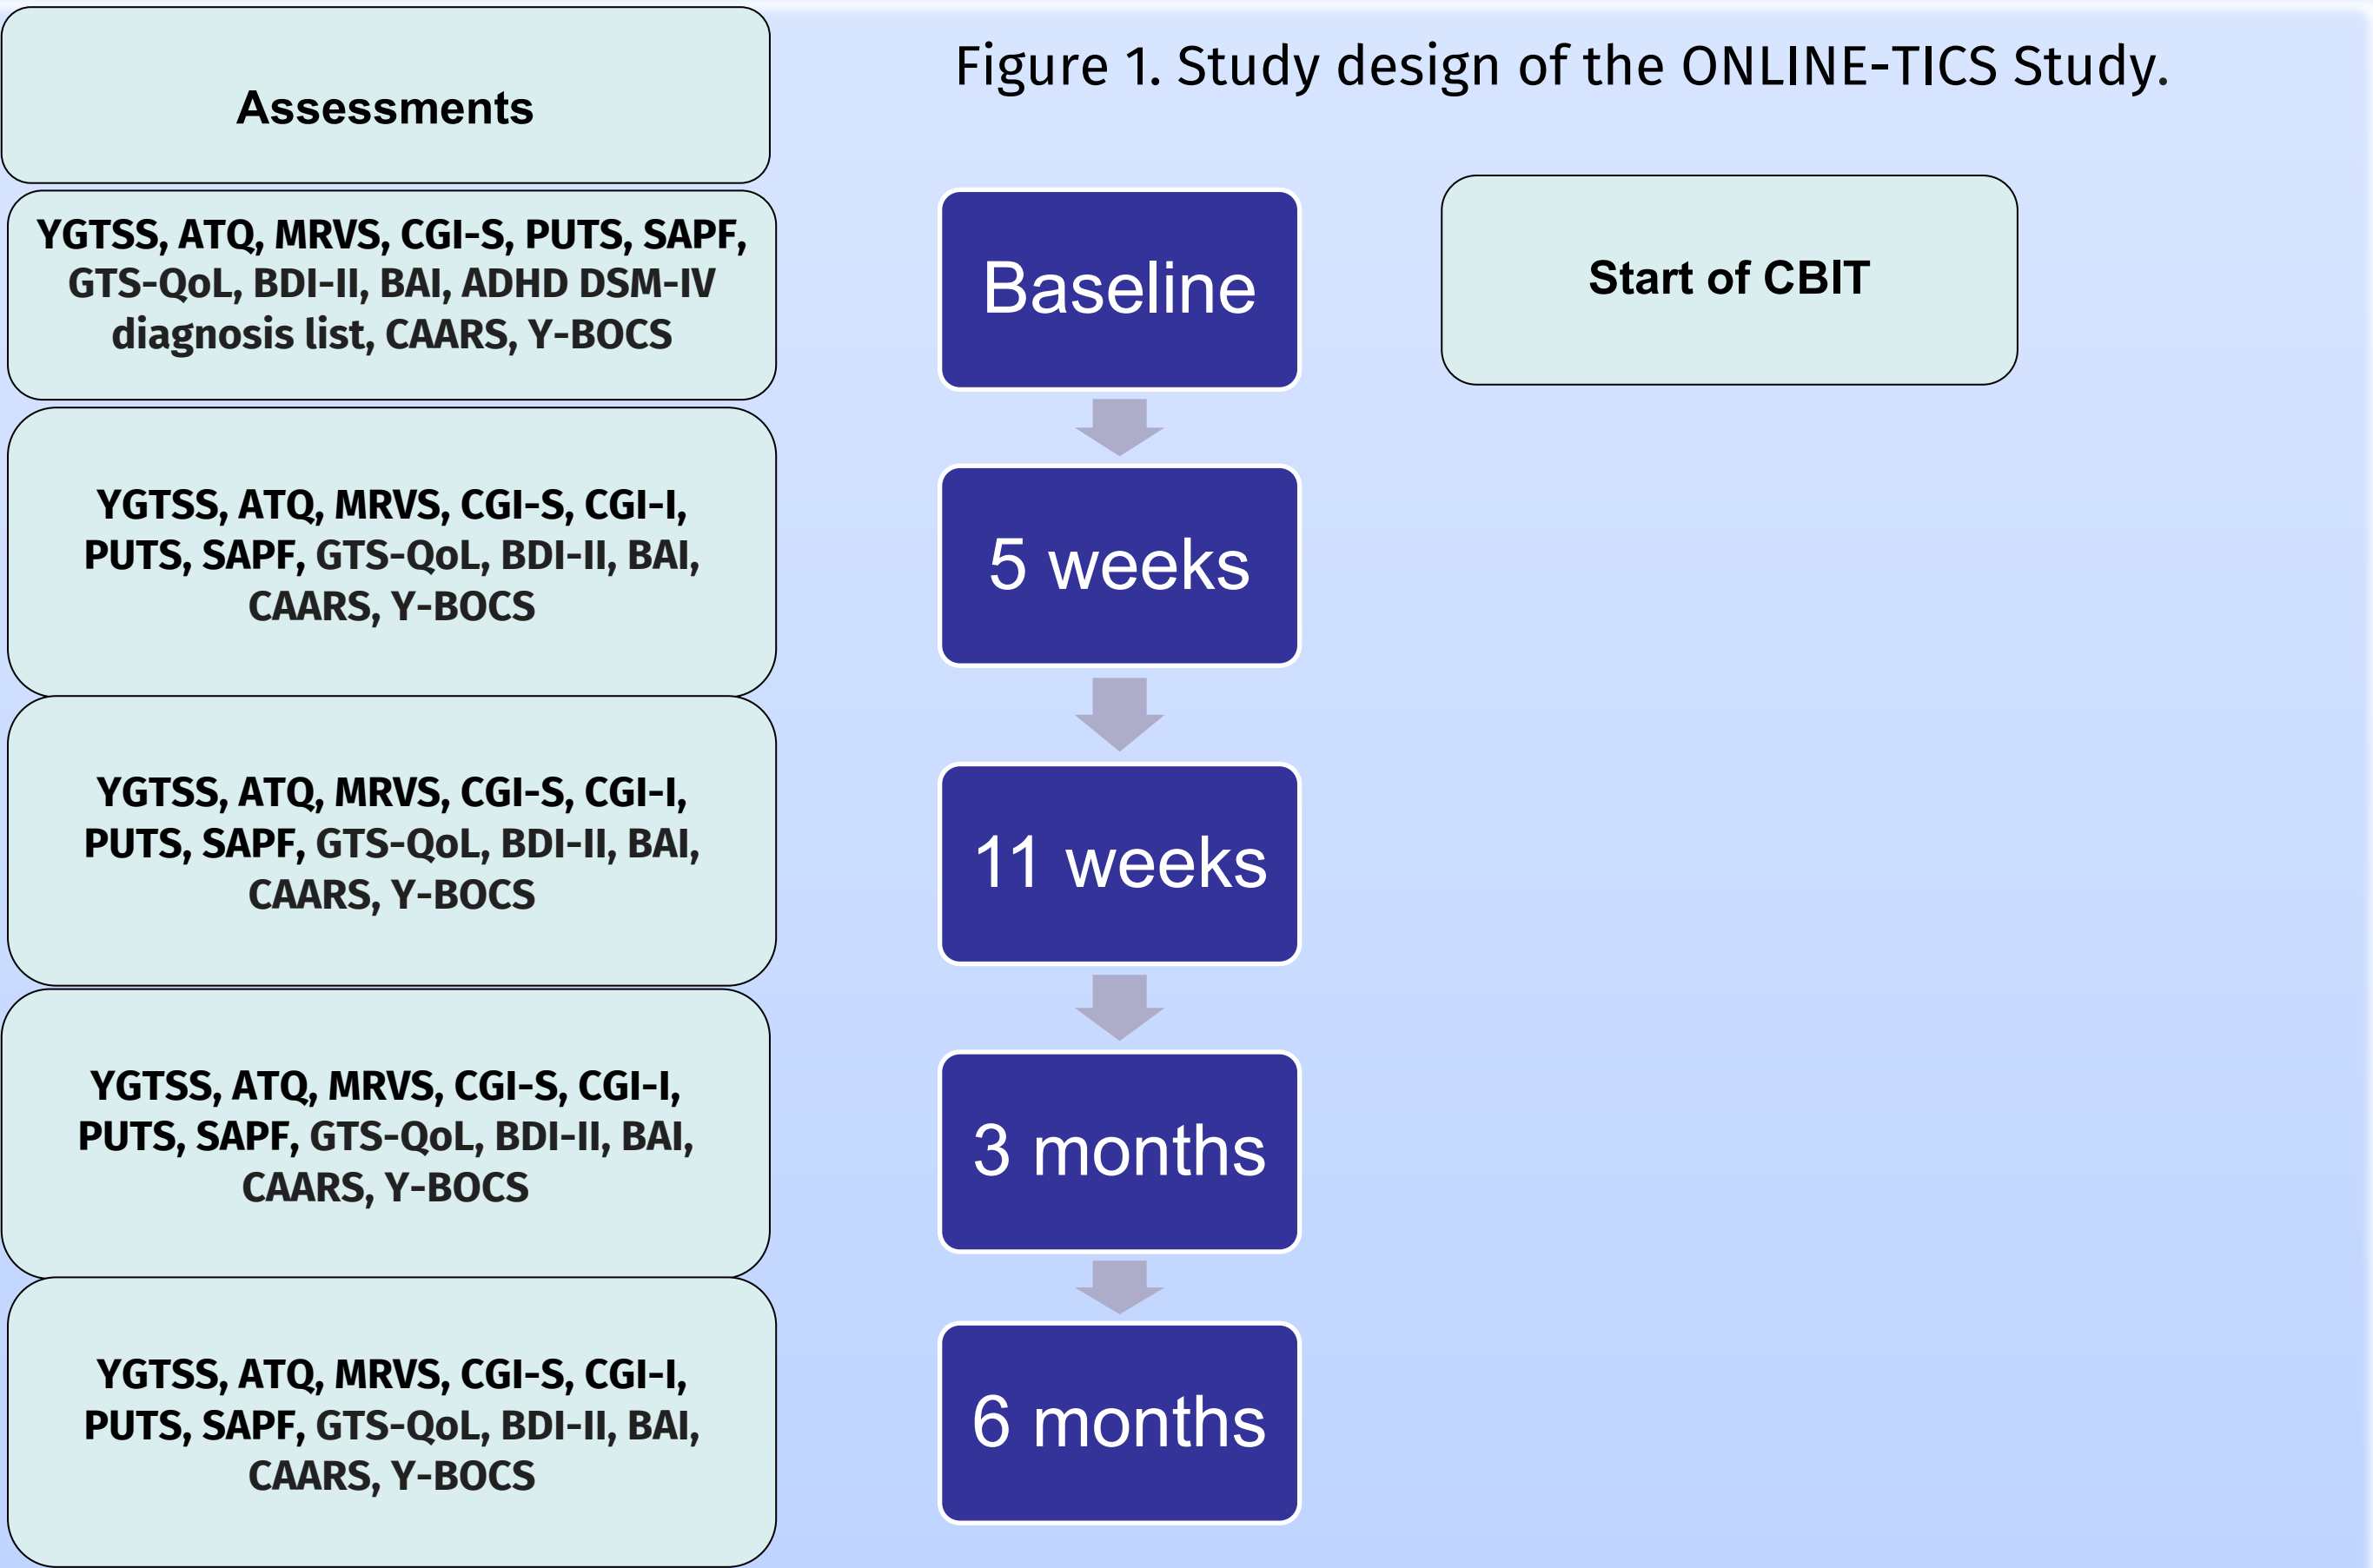 Figure 1. Study design of the ONLINE-TICS Study.
Assessments
YGTSS, ATQ, MRVS, CGI-S, PUTS, SAPF,
GTS-QoL, BDI-II, BAI, ADHD DSM-IV
diagnosis list, CAARS, Y-BOCS
Baseline
Start of CBIT
YGTSS, ATQ, MRVS, CGI-S, CGI-I,
PUTS, SAPF, GTS-QoL, BDI-II, BAI,
CAARS, Y-BOCS
5 weeks
YGTSS, ATQ, MRVS, CGI-S, CGI-I,
PUTS, SAPF, GTS-QoL, BDI-II, BAI,
CAARS, Y-BOCS
11 weeks
YGTSS, ATQ, MRVS, CGI-S, CGI-I,
PUTS, SAPF, GTS-QoL, BDI-II, BAI,
CAARS, Y-BOCS
3 months
YGTSS, ATQ, MRVS, CGI-S, CGI-I,
PUTS, SAPF, GTS-QoL, BDI-II, BAI,
CAARS, Y-BOCS
6 months